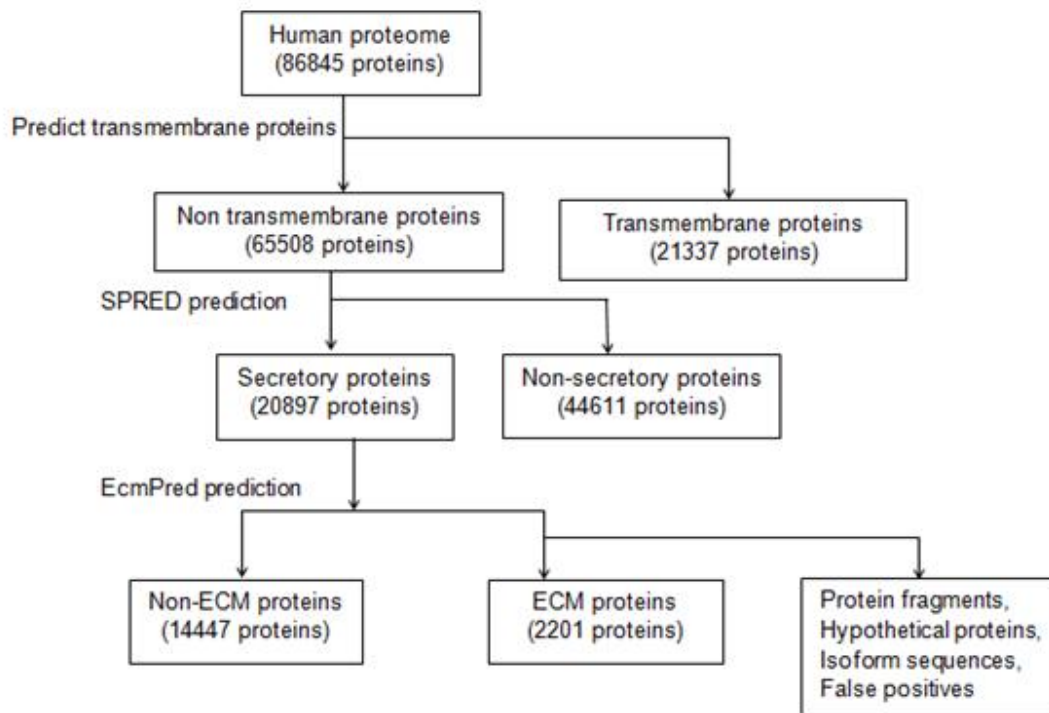 Human proteome
(86845 proteins)
Predict transmembrane proteins
Non transmembrane proteins
(65508 proteins)
Transmembrane proteins
(21337 proteins)
SPRED prediction
Secretory proteins
(20897 proteins)
Non-secretory proteins
(44611 proteins)
EcmPred prediction
Non-ECM proteins
(14447 proteins)
ECM proteins
(2201 proteins)
Protein fragments,
Hypothetical proteins,
Isoform sequences,
False positives